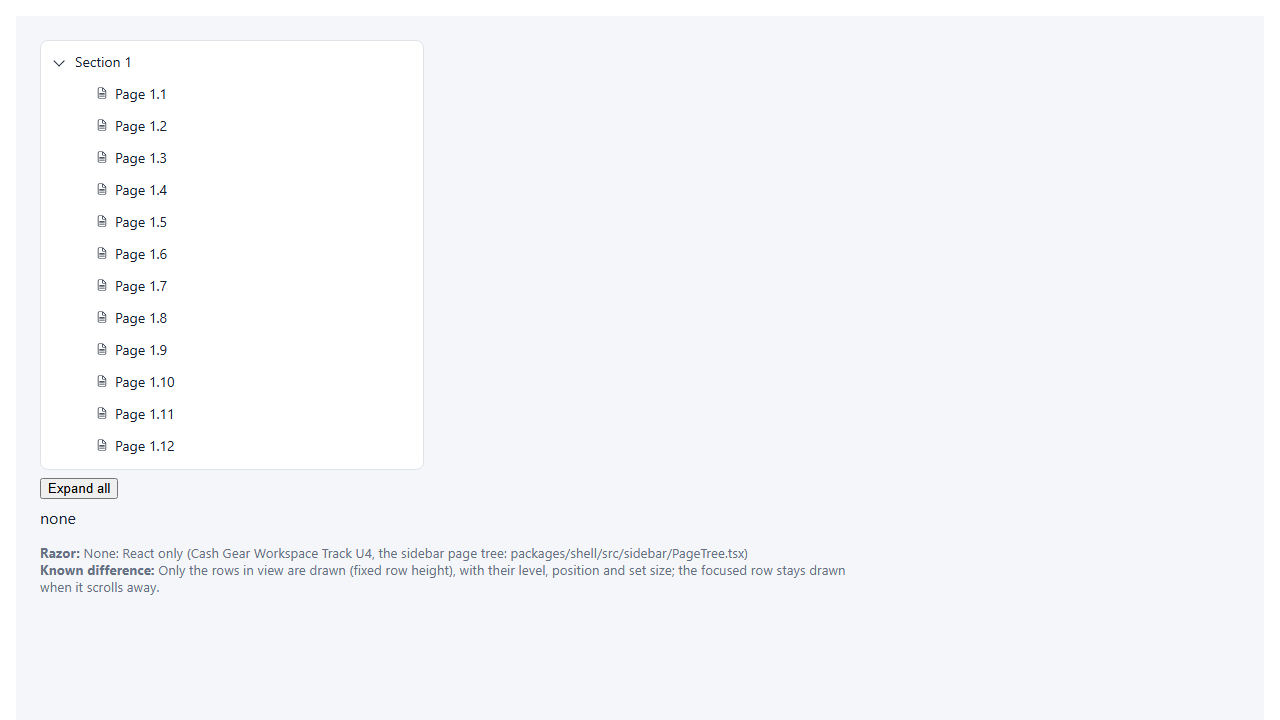 Section 1
Page 1.1
Page 1.2
Page 1.3
Page 1.4
Page 1.5
Page 1.6
Page 1.7
Page 1.8
Page 1.9
Page 1.10
Page 1.11
Page 1.12
Expand all
none
Razor: None: React only (Cash Gear Workspace Track U4, the sidebar page tree: packages/shell/src/sidebar/PageTree.tsx)
Known difference: Only the rows in view are drawn (fixed row height), with their level, position and set size; the focused row stays drawn
when it scrolls away.